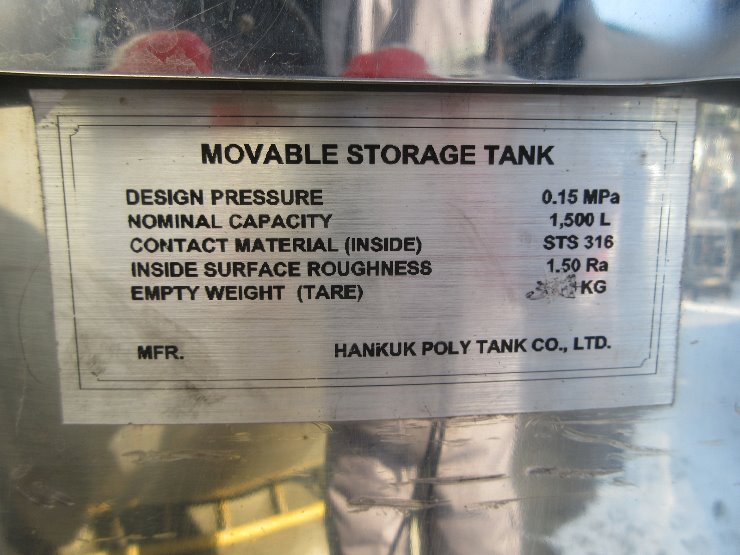 MOVABLE STORAGE TANK
DESIGN PRESSURE 0.15 MPa
NOMINAL CAPACITY 1,500 L
CONTACT MATERIAL (INSIDE) STS 316
INSIDE SURFACE ROUGHNESS 1.50 Ra
EMPTY WEIGHT (TARE) KG
MFR. HANKUK POLY TANK CO., LTD.